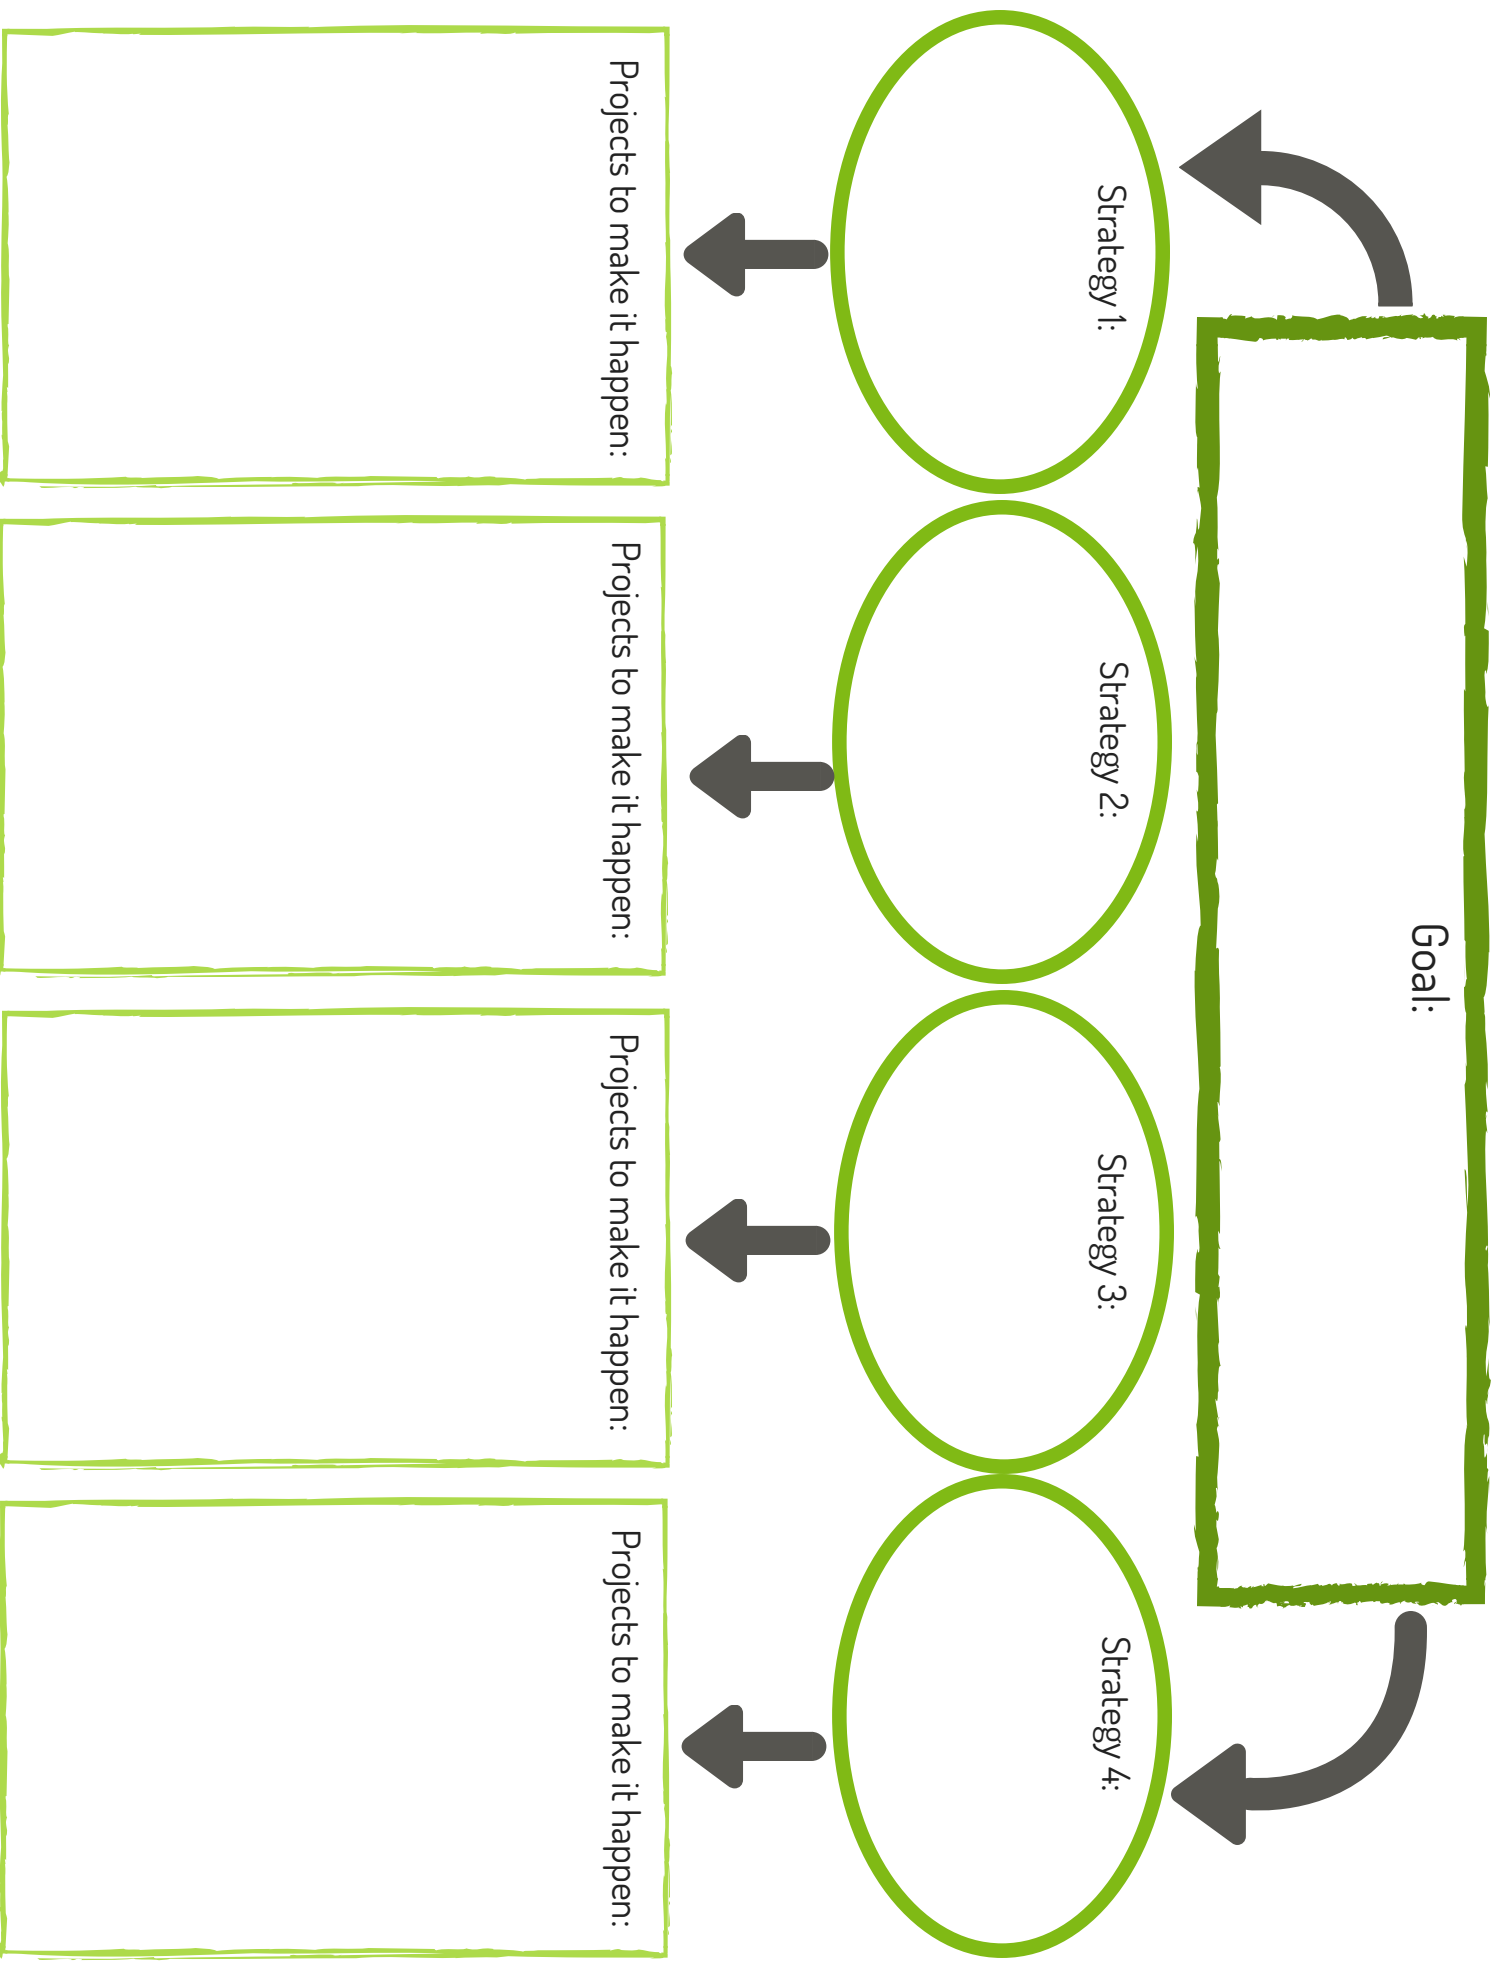 Goal:
Strategy 1:
Strategy 2:
Strategy 3:
Strategy 4:
Projects to make it happen:
Projects to make it happen:
Projects to make it happen:
Projects to make it happen: